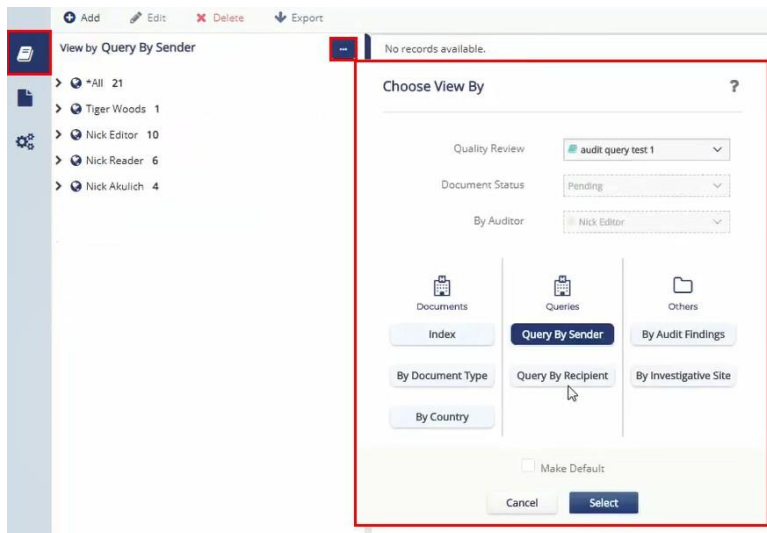 Add Edit Delete Export
View by Query By Sender ...
No records available.
*All 21
Tiger Woods 1
Nick Editor 10
Nick Reader 6
Nick Akulich 4
Choose View By ?
Quality Review audit query test 1
Document Status Pending
By Auditor Nick Editor
Documents Queries Others
Index Query By Sender By Audit Findings
By Document Type Query By Recipient By Investigative Site
By Country
Make Default
Cancel Select